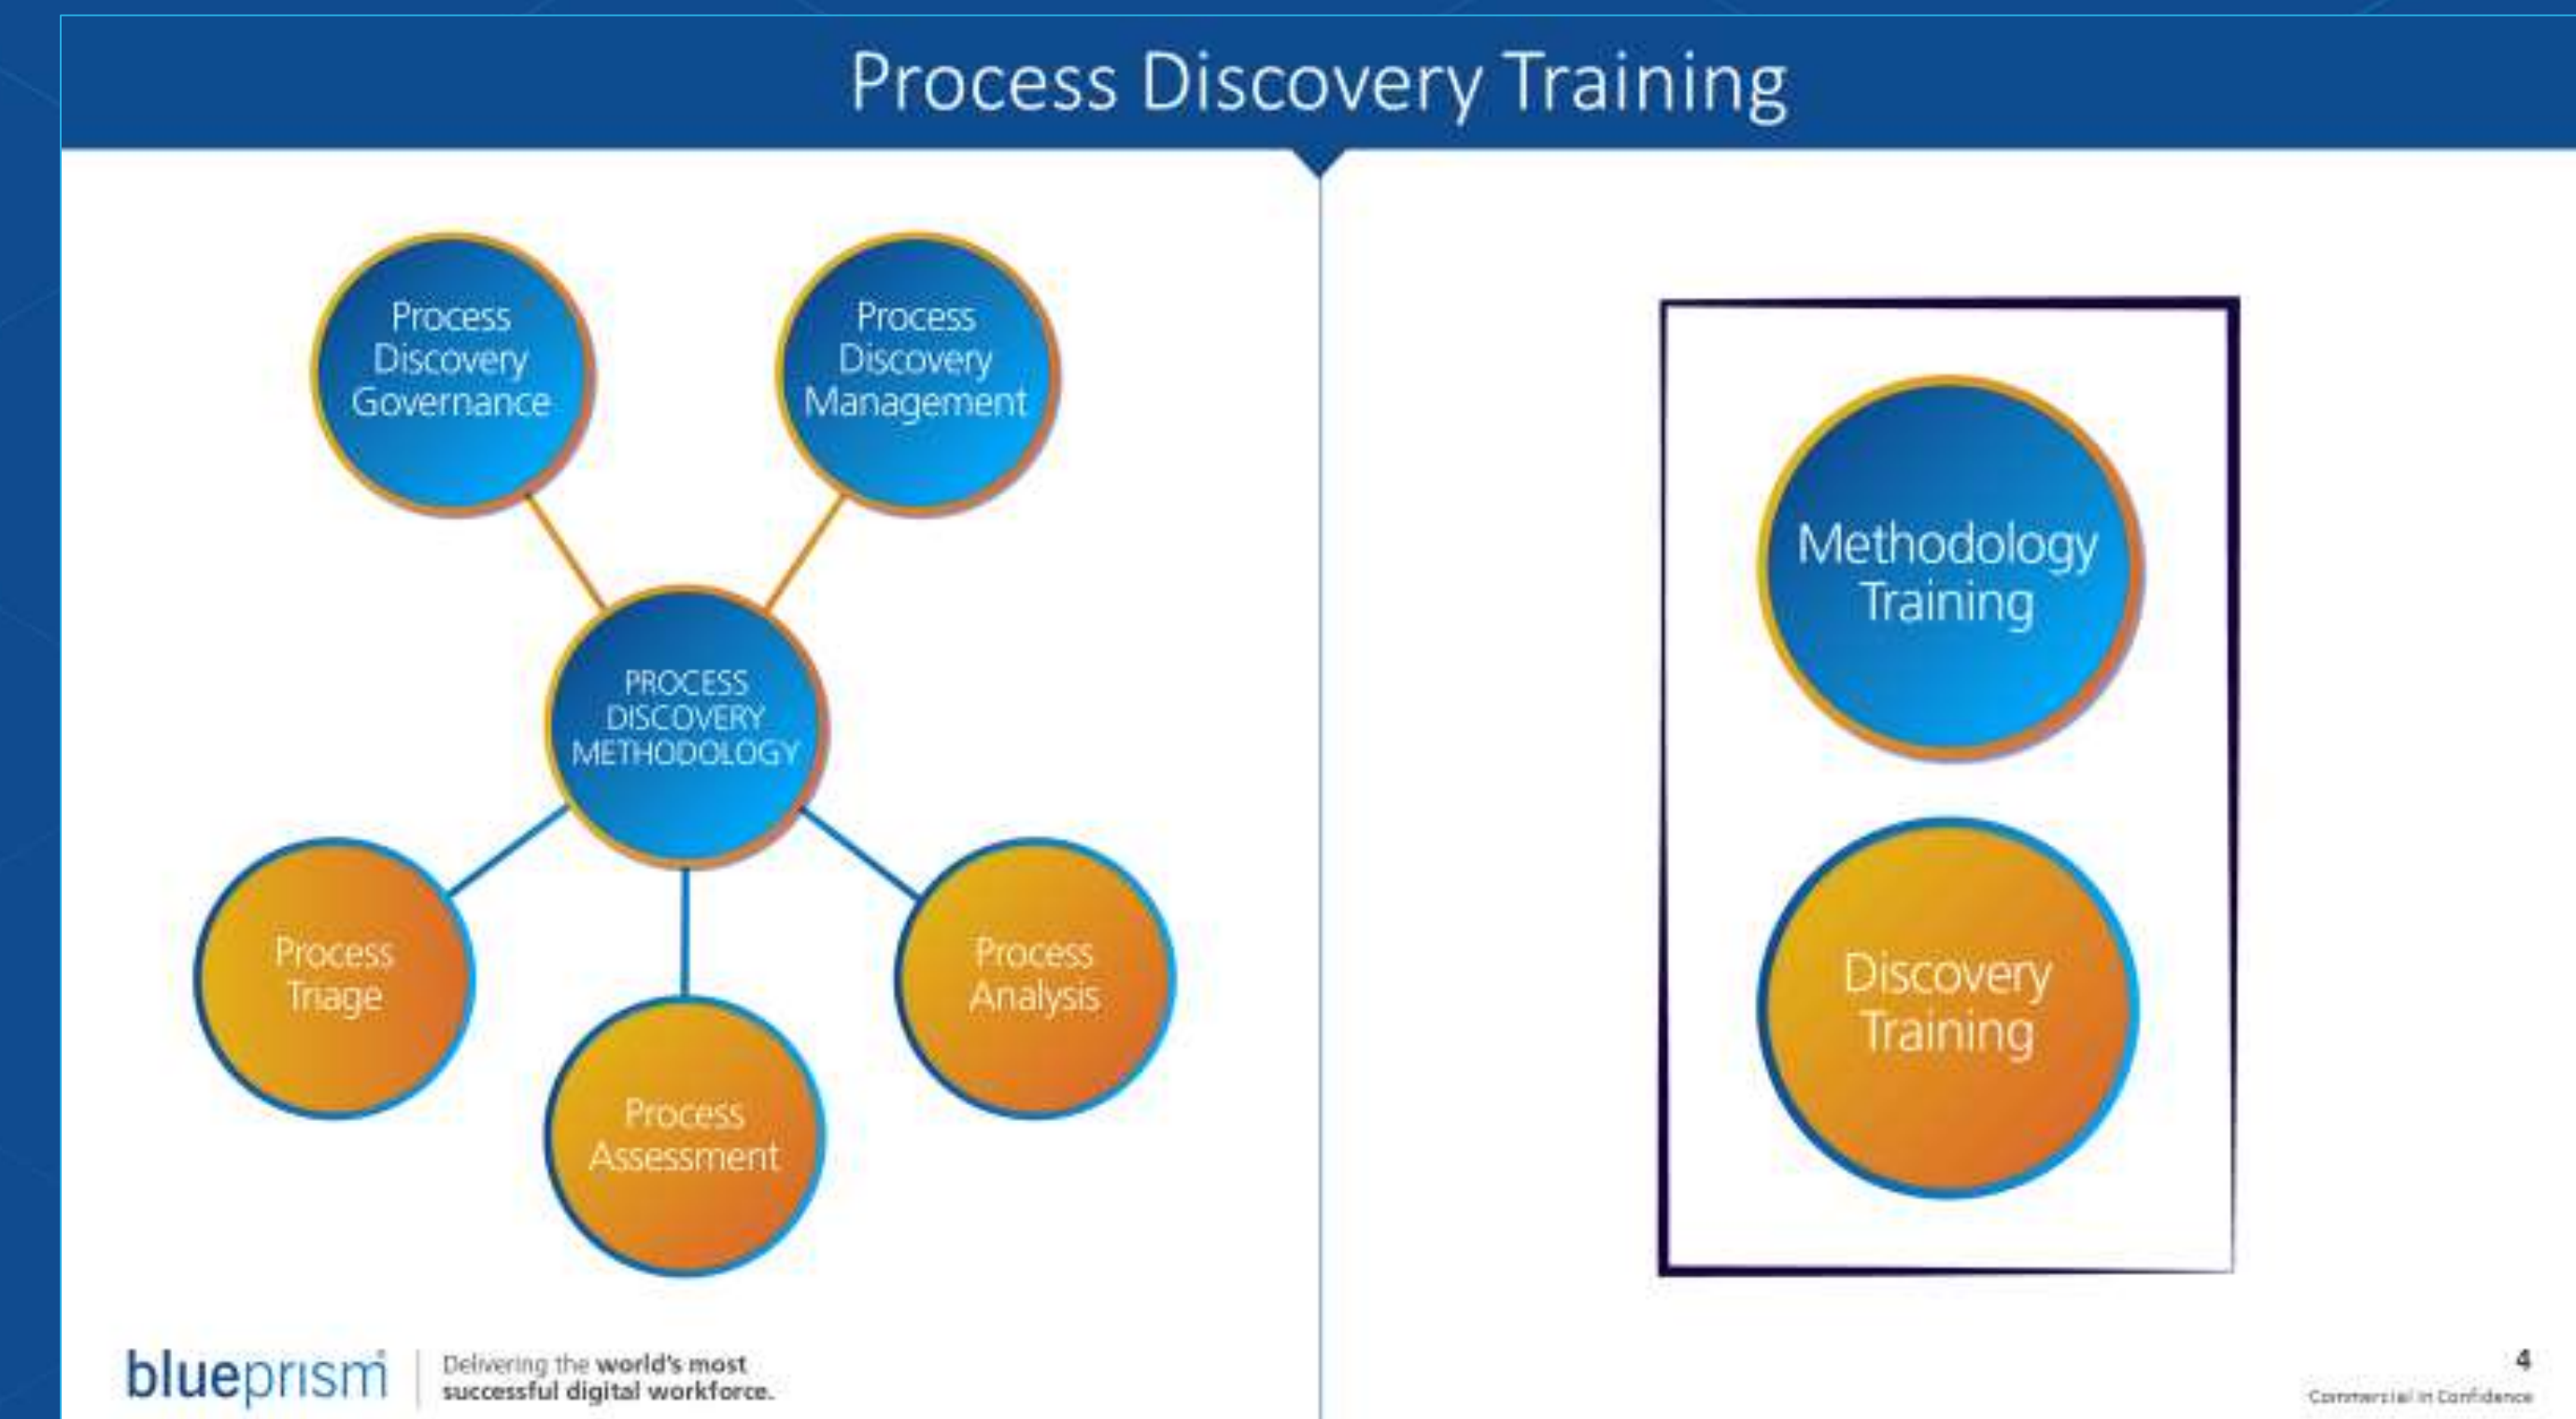 Process Discovery Training
Process
Discovery
Governance
Process
Discovery
Management
PROCESS
DISCOVERY
METHODOLOGY
Process
Triage
Process
Assessment
Process
Analysis
Methodology
Training
Discovery
Training
blueprism®
Delivering the world's most
successful digital workforce.
4
Commercial in Confidence